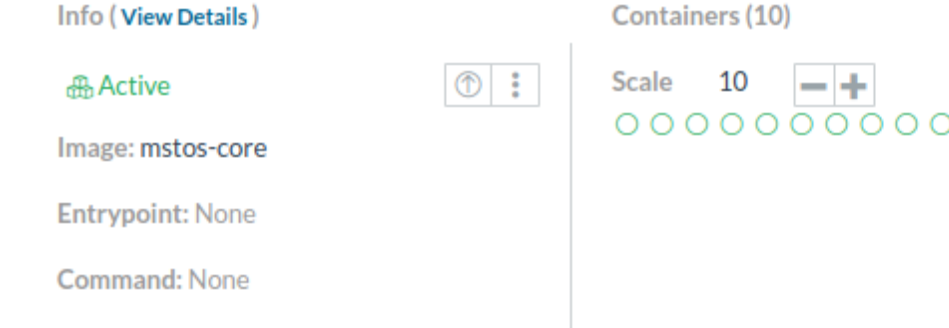 Info ( View Details )
Active
Image: mstos-core
Entrypoint: None
Command: None
Containers (10)
Scale 10